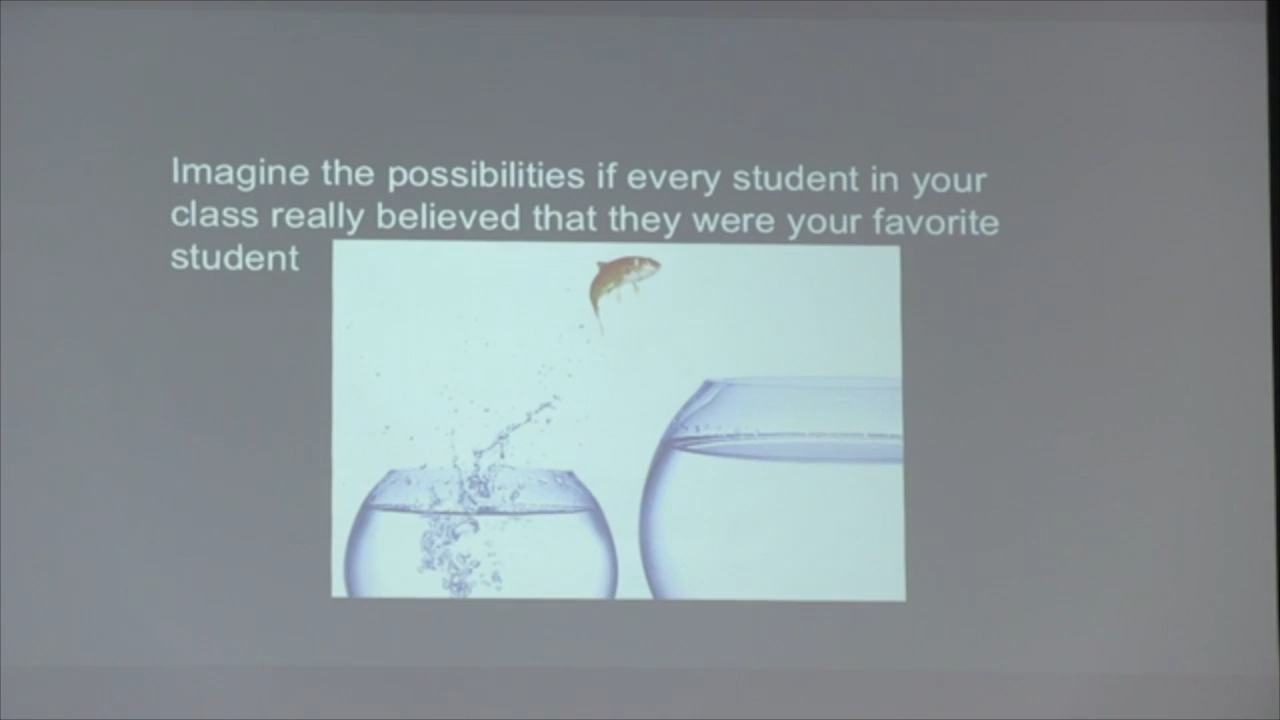 Imagine the possibilities if every student in your
class really believed that they were your favorite
student